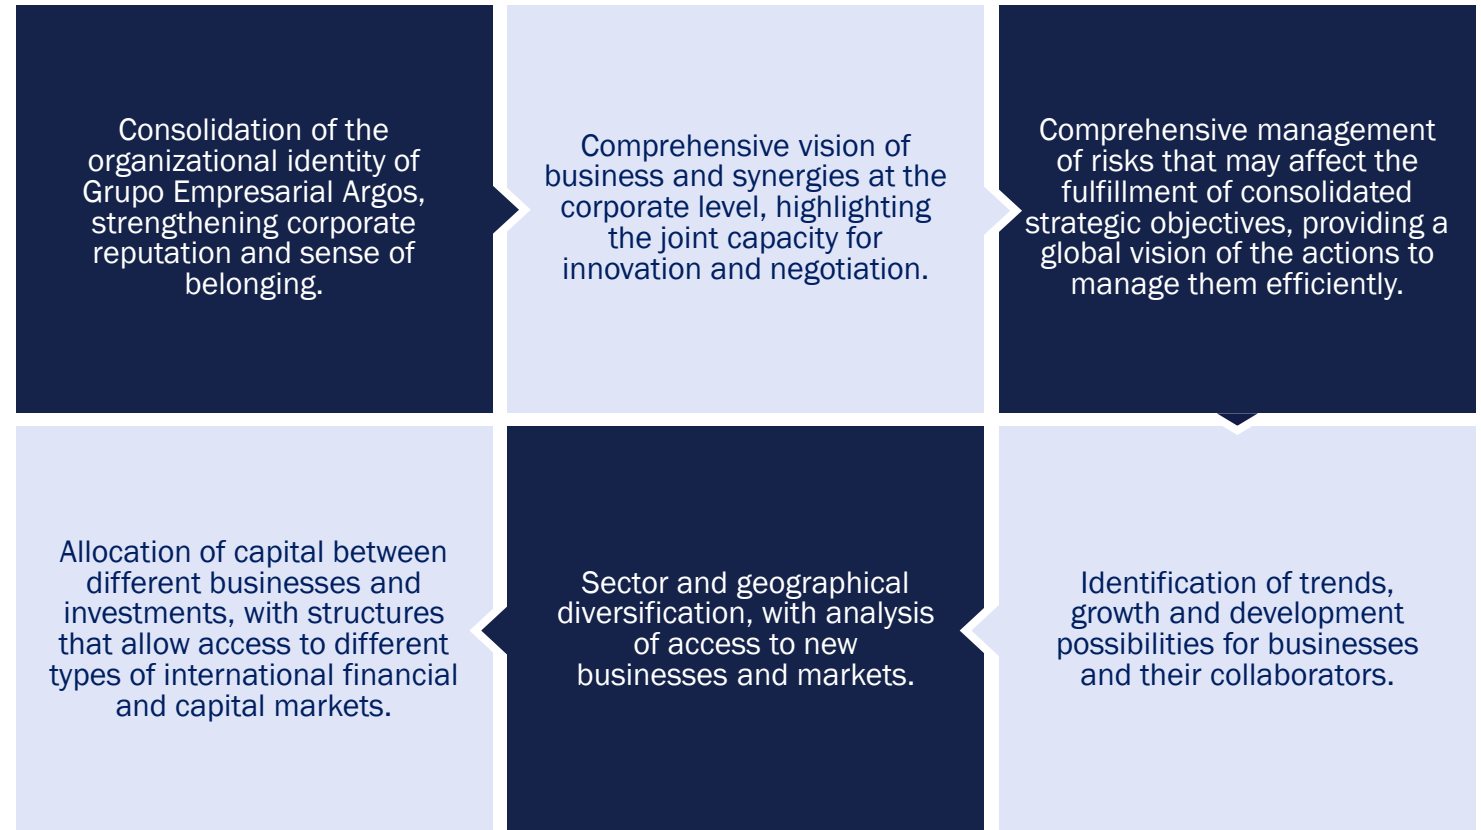 Consolidation of the
organizational identity of
Grupo Empresarial Argos,
strengthening corporate
reputation and sense of
belonging.
Comprehensive vision of
business and synergies at the
corporate level, highlighting
the joint capacity for
innovation and negotiation.
Comprehensive management
of risks that may affect the
fulfillment of consolidated
strategic objectives, providing a
global vision of the actions to
manage them efficiently.
Identification of trends,
growth and development
possibilities for businesses
and their collaborators.
Sector and geographical
diversification, with analysis
of access to new
businesses and markets.
Allocation of capital between
different businesses and
investments, with structures
that allow access to different
types of international financial
and capital markets.